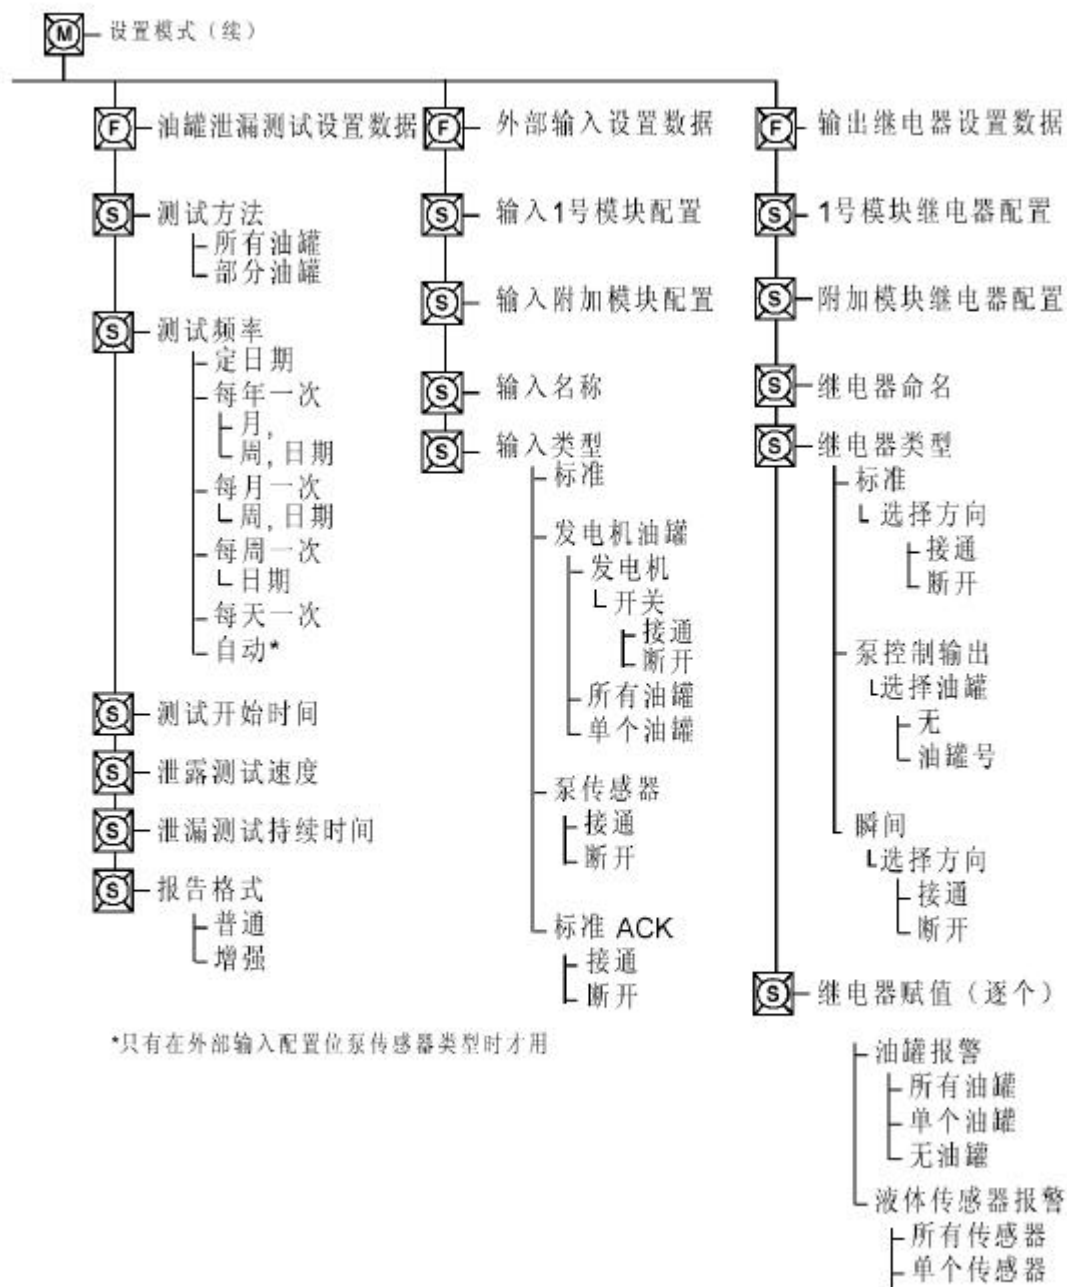 M 设置模式（续）
F 油罐泄漏测试设置数据
S 测试方法
所有油罐
部分油罐
S 测试频率
定日期
每年一次
月,
周,日期
每月一次
周,日期
每周一次
日期
每天一次
自动*
S 测试开始时间
S 泄露测试速度
S 泄漏测试持续时间
S 报告格式
普通
增强
*只有在外部输入配置位泵传感器类型时才用
F 外部输入设置数据
S 输入1号模块配置
S 输入附加模块配置
S 输入名称
S 输入类型
标准
发电机油罐
发电机
开关
接通
断开
所有油罐
单个油罐
泵传感器
接通
断开
标准 ACK
接通
断开
F 输出继电器设置数据
S 1号模块继电器配置
S 附加模块继电器配置
S 继电器命名
S 继电器类型
标准
选择方向
接通
断开
泵控制输出
选择油罐
无
油罐号
瞬间
选择方向
接通
断开
S 继电器赋值（逐个）
油罐报警
所有油罐
单个油罐
无油罐
液体传感器报警
所有传感器
单个传感器